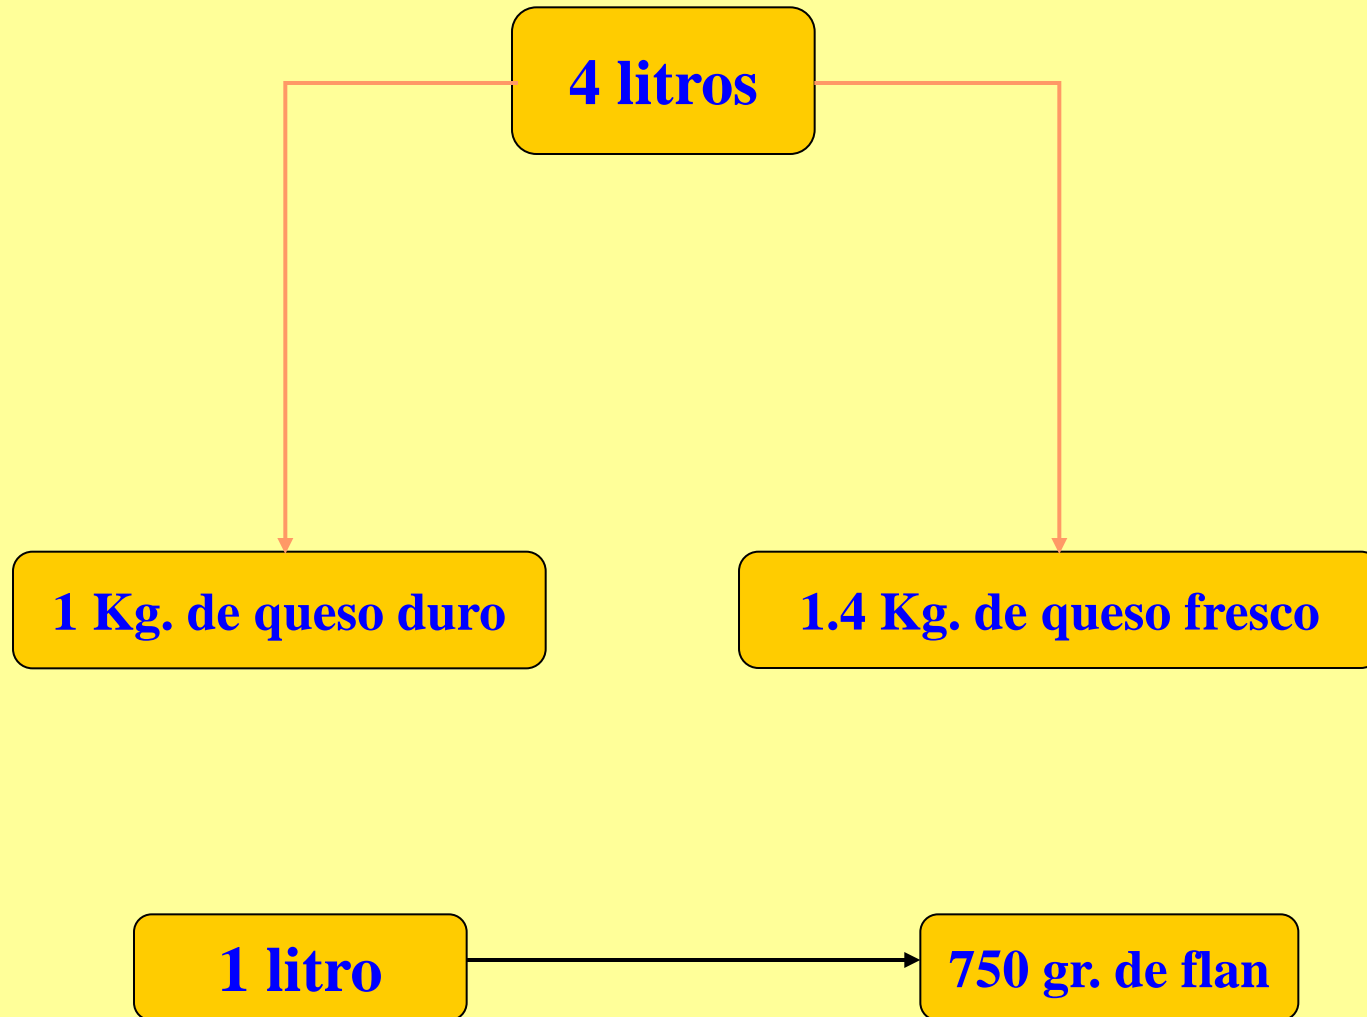 4 litros
1 Kg. de queso duro
1.4 Kg. de queso fresco
1 litro
750 gr. de flan